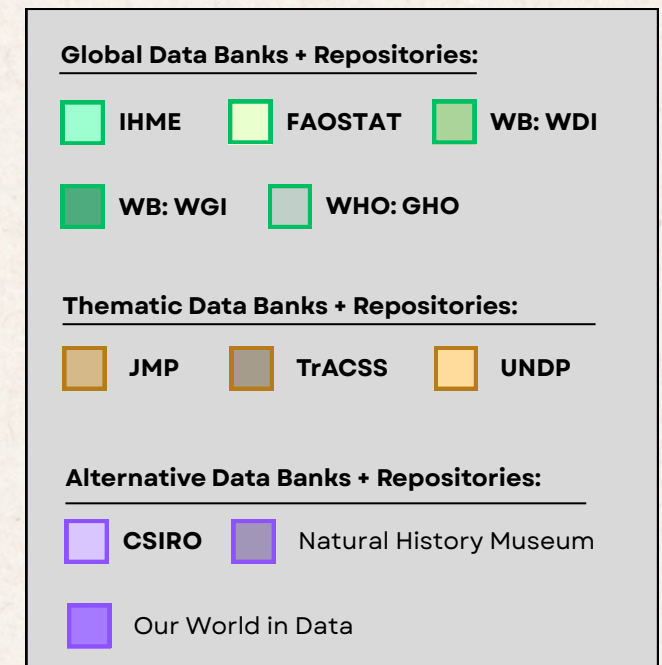 Global Data Banks + Repositories:
IHME FAOSTAT WB: WDI
WB: WGI WHO: GHO
Thematic Data Banks + Repositories:
JMP TrACSS UNDP
Alternative Data Banks + Repositories:
CSIRO Natural History Museum
Our World in Data